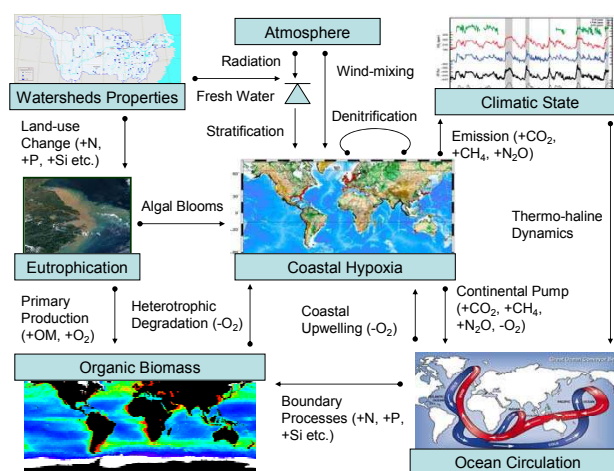 Atmosphere
Radiation
Wind-mixing
Watersheds Properties
Fresh Water
Climatic State
Land-use
Change (+N,
+P, +Si etc.)
Stratification
Denitrification
Emission (+CO₂,
+CH₄, +N₂O)
Algal Blooms
Thermo-haline
Dynamics
Eutrophication
Coastal Hypoxia
Primary
Production
(+OM, +O₂)
Heterotrophic
Degradation (-O₂)
Coastal
Upwelling (-O₂)
Continental Pump
(+CO₂, +CH₄,
+N₂O, -O₂)
Organic Biomass
Boundary
Processes (+N, +P,
+Si etc.)
Ocean Circulation